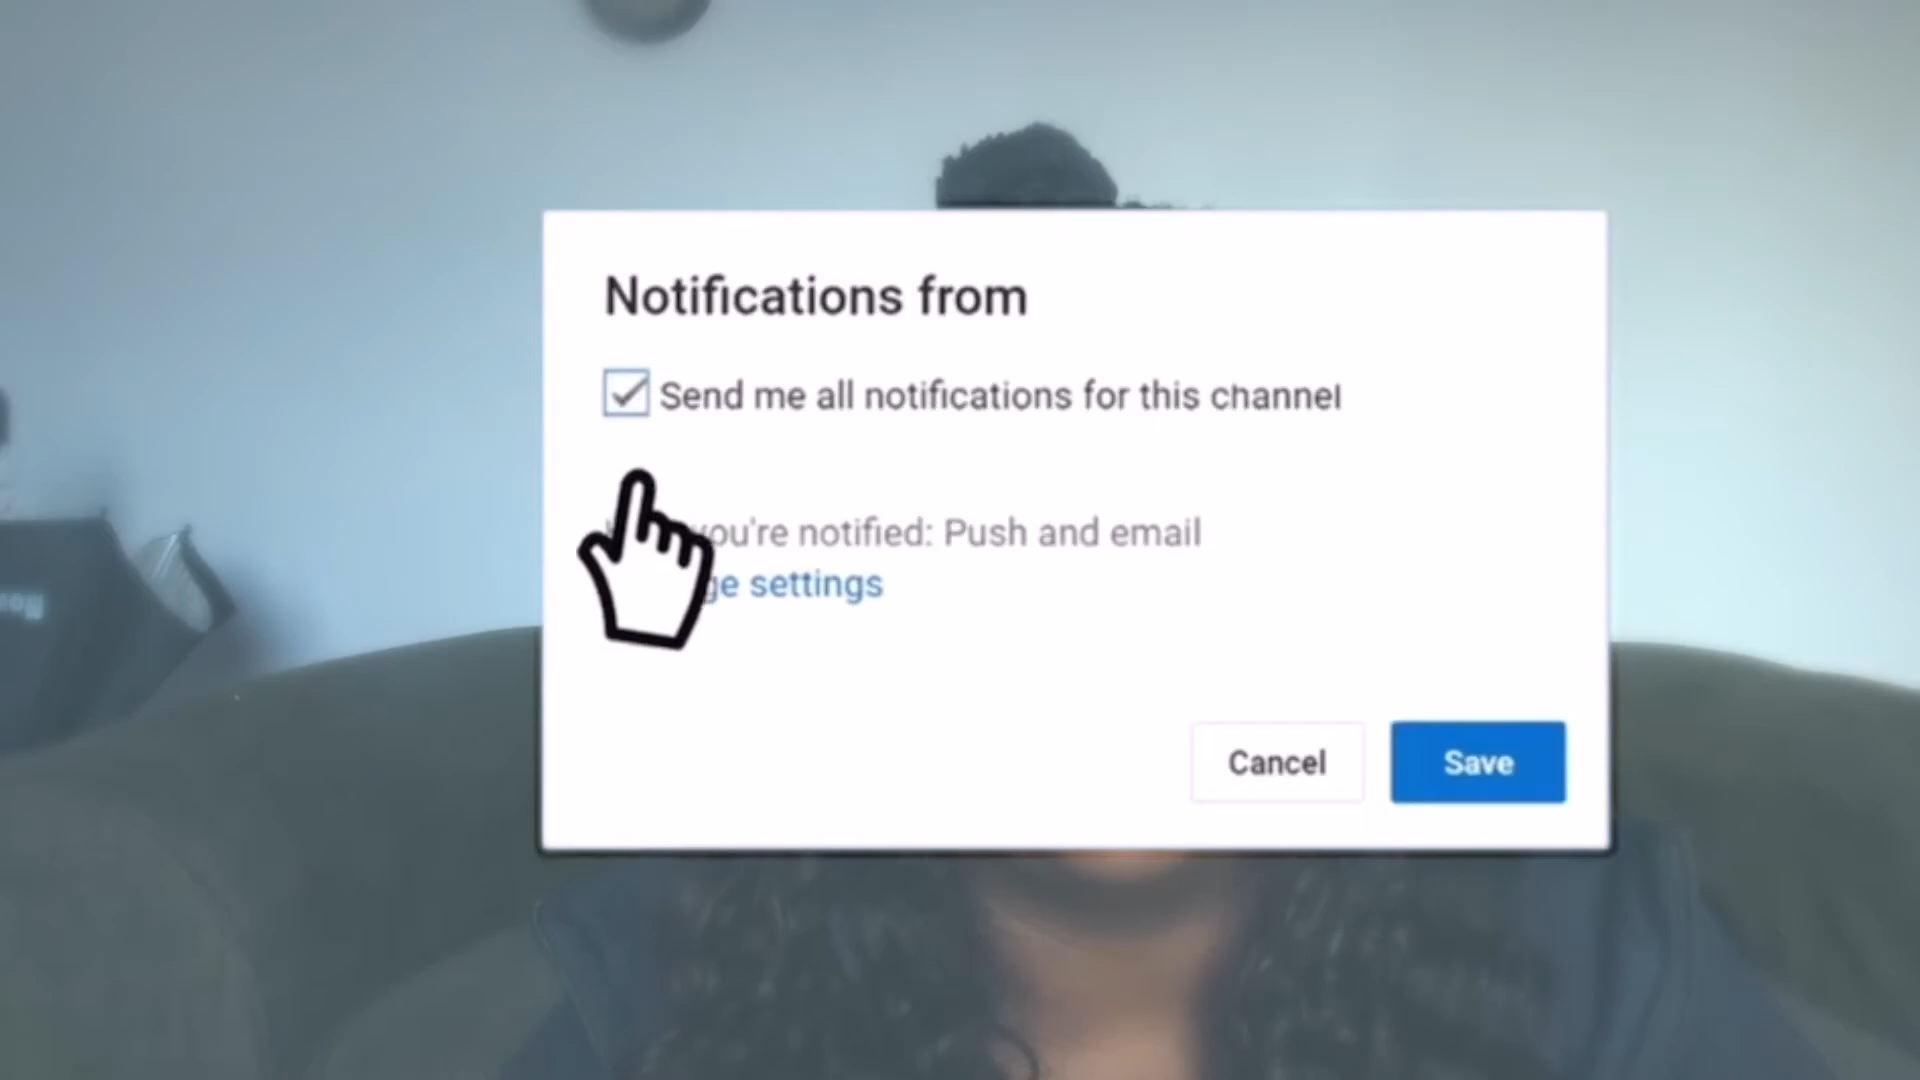 Notifications from
Send me all notifications for this channel
you're notified: Push and email
settings
Cancel
Save